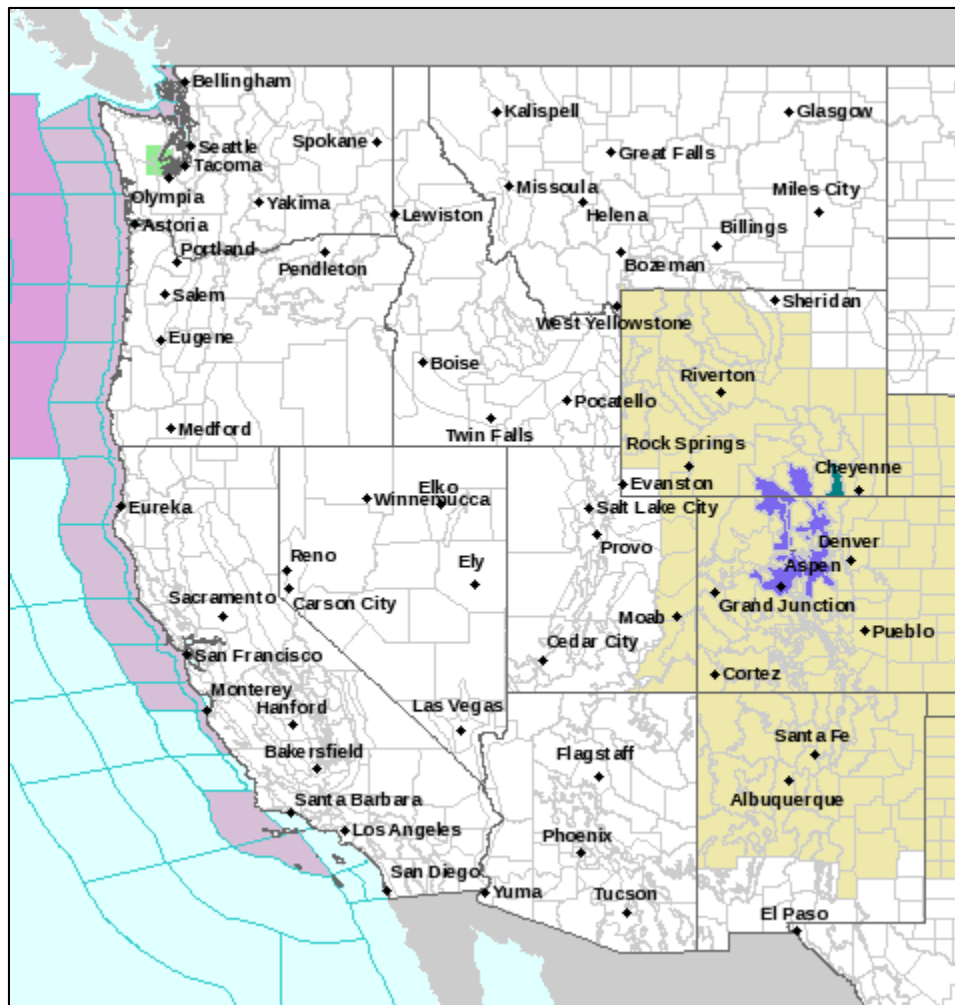 Bellingham
Kalispell
Glasgow
Seattle
Spokane
Great Falls
Tacoma
Missoula
Miles City
Olympia
Yakima
Helena
Lewiston
Astoria
Billings
Portland
Pendleton
Bozeman
Salem
Sheridan
West Yellowstone
Eugene
Boise
Riverton
Pocatello
Medford
Twin Falls
Rock Springs
Cheyenne
Evanston
Elko
Winnemucca
Eureka
Salt Lake City
Denver
Provo
Reno
Ely
Aspen
Sacramento
Carson City
Grand Junction
Moab
Pueblo
Cedar City
San Francisco
Cortez
Monterey
Hanford
Las Vegas
Santa Fe
Bakersfield
Flagstaff
Albuquerque
Santa Barbara
Los Angeles
Phoenix
San Diego
Yuma
Tucson
El Paso